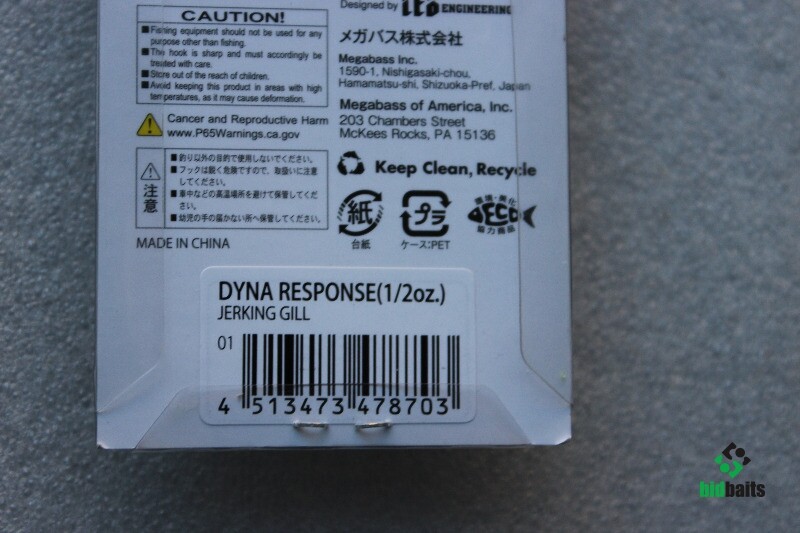 CAUTION!
■Fishing equipment should not be used for any
purpose other than fishing.
■The hook is sharp and must accordingly be
treated with care.
■Store out of the reach of children.
■Avoid keeping this product in areas with high
temperatures, as it may cause deformation.
Cancer and Reproductive Harm
www.P65Warnings.ca.gov
注意
■釣り以外の目的で使用しないでください。
■フックは鋭く危険ですので、取扱いに注意
してください。
■車中などの高温場所を避けて保管してくだ
さい。
■幼児の手の届かない所へ保管してください。
MADE IN CHINA
Designed by ITO ENGINEERING
メガバス株式会社
Megabass Inc.
1590-1, Nishigasaki-chou,
Hamamatsu-shi, Shizuoka-Pref, Japan
Megabass of America, Inc.
203 Chambers Street
McKees Rocks, PA 15136
Keep Clean, Recycle
紙
台紙
プラ
ケース:PET
環境・美化
ECO
協力商品
DYNA RESPONSE(1/2oz.)
JERKING GILL
01
4 513473 478703
bidbaits